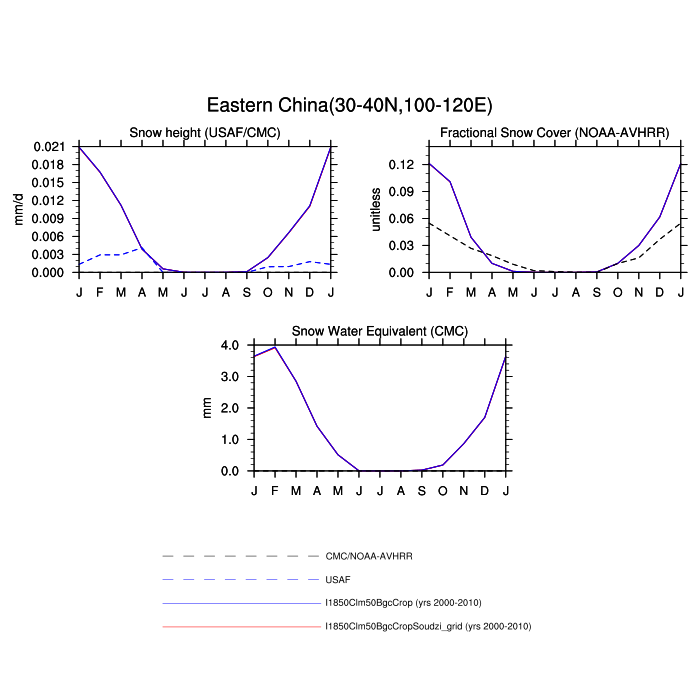 Eastern China(30-40N,100-120E)
Snow height (USAF/CMC)
mm/d
0.021
0.018
0.015
0.012
0.009
0.006
0.003
0.000
J F M A M J J A S O N D J
Fractional Snow Cover (NOAA-AVHRR)
unitless
0.12
0.09
0.06
0.03
0.00
J F M A M J J A S O N D J
Snow Water Equivalent (CMC)
mm
4.0
3.0
2.0
1.0
0.0
J F M A M J J A S O N D J
CMC/NOAA-AVHRR
USAF
I1850Clm50BgcCrop (yrs 2000-2010)
I1850Clm50BgcCropSoudzi_grid (yrs 2000-2010)